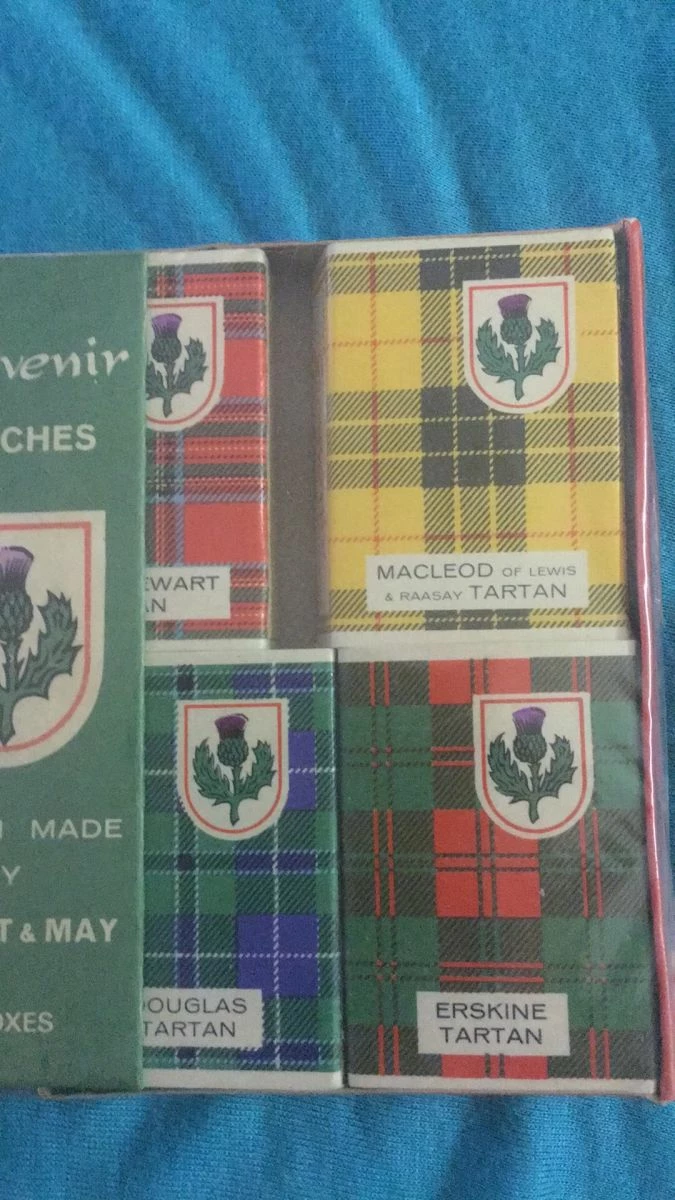 venir
CHES
MADE
Y
T & MAY
OXES
EWART
AN
MACLEOD OF LEWIS
& RAASAY TARTAN
DOUGLAS
TARTAN
ERSKINE
TARTAN